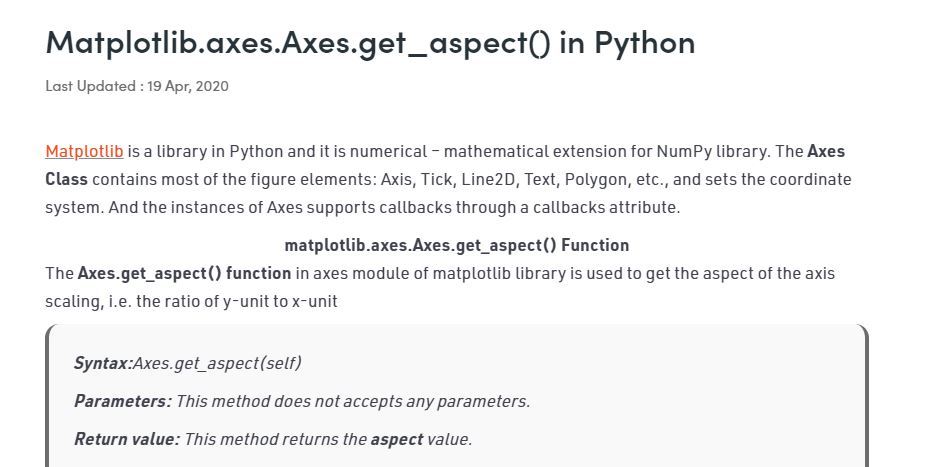 Matplotlib.axes.Axes.get_aspect() in Python
Last Updated : 19 Apr, 2020
Matplotlib is a library in Python and it is numerical – mathematical extension for NumPy library. The Axes
Class contains most of the figure elements: Axis, Tick, Line2D, Text, Polygon, etc., and sets the coordinate
system. And the instances of Axes supports callbacks through a callbacks attribute.
matplotlib.axes.Axes.get_aspect() Function
The Axes.get_aspect() function in axes module of matplotlib library is used to get the aspect of the axis
scaling, i.e. the ratio of y-unit to x-unit
Syntax:Axes.get_aspect(self)
Parameters: This method does not accepts any parameters.
Return value: This method returns the aspect value.